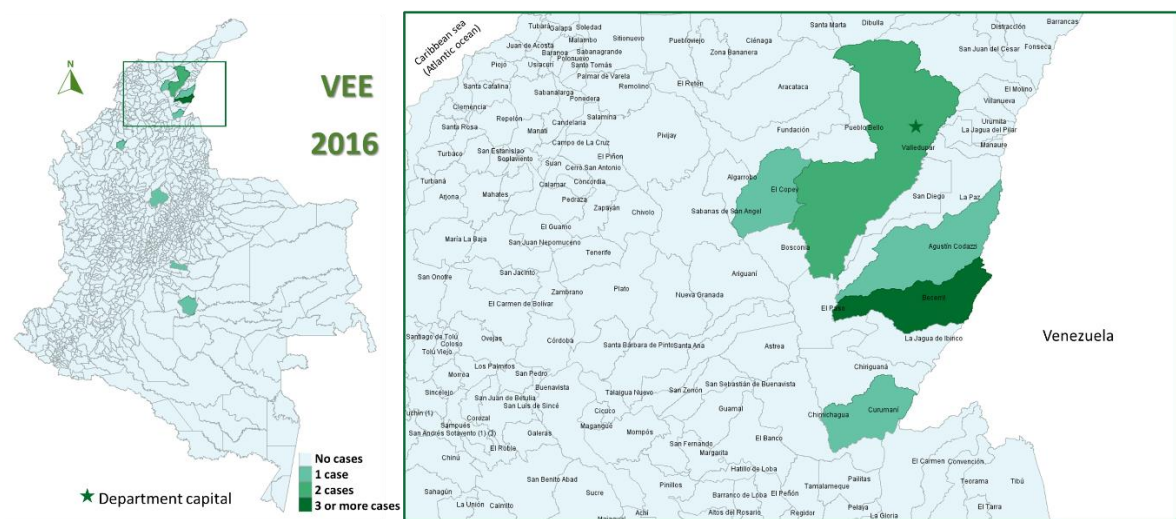 N
VEE
2016
No cases
1 case
2 cases
3 or more cases
Department capital
Caribbean sea
(Atlantic ocean)
Venezuela
Tubará
Galapa
Soledad
Juan de Acosta
Malambo
Sitionuevo
Puebloviejo
Ciénaga
Santa Marta
Dibulla
Distracción
Barrancas
Baranoa
Sabanagrande
Polonuevo
Zona Bananera
San Juan del César
Fonseca
Piojó
Usiacurí
Santo Tomás
Palmar de Varela
El Retén
Aracataca
El Molino
Santa Catalina
Sabanalarga
Remolino
Ponedera
Villanueva
Clemencia
Repelón
Candelaria
Salamina
Urumita
Santa Rosa
Manatí
Pivijay
Fundación
Pueblo Bello
La Jagua del Pilar
Campo de La Cruz
Valledupar
Manaure
Turbaco
San Estanislao
Soplaviento
Suan
El Piñon
Cerro San Antonio
Turbaná
Calamar
Concordia
Algarrobo
El Copey
Arjona
Mahates
Pedraza
Zapayán
Chivolo
Sabanas de San Angel
San Diego
La Paz
El Guamo
María La Baja
San Juan Nepomuceno
Tenerife
Bosconia
Agustín Codazzi
San Onofre
San Jacinto
Ariguaní
Zambrano
Plato
Nueva Granada
El Paso
Becerril
El Carmen de Bolívar
Santiago de Tolú
Coloso
Ovejas
Córdoba
Santa Bárbara de Pinto
Santa Ana
Astrea
La Jagua de Ibirico
Tolú Viejo
Los Palmitos
San Pedro
Chiriguaná
Morroa
Buenavista
San Sebastián de Buenavista
Sincelejo
San Juan de Betulia
Talaigua Nuevo
San Zenón
San Luis de Sincé
Cicuco
Guamal
Chimichagua
Curumaní
Corozal
Sampués
Magangué
Mompós
San Andrés Sotavento (1) (3)
Galeras
El Banco
San Fernando
El Roble
Margarita
Chinú
Hatillo de Loba
El Carmen
Convención
San Benito Abad
Pinillos
El Peñón
Tamalameque
Pailitas
Teorama
Tibú
Sahagún
Sucre
Barranco de Loba
La Unión
Caimito
Achí
Altos del Rosario
Regidor
Pelaya
La Gloria
El Tarra